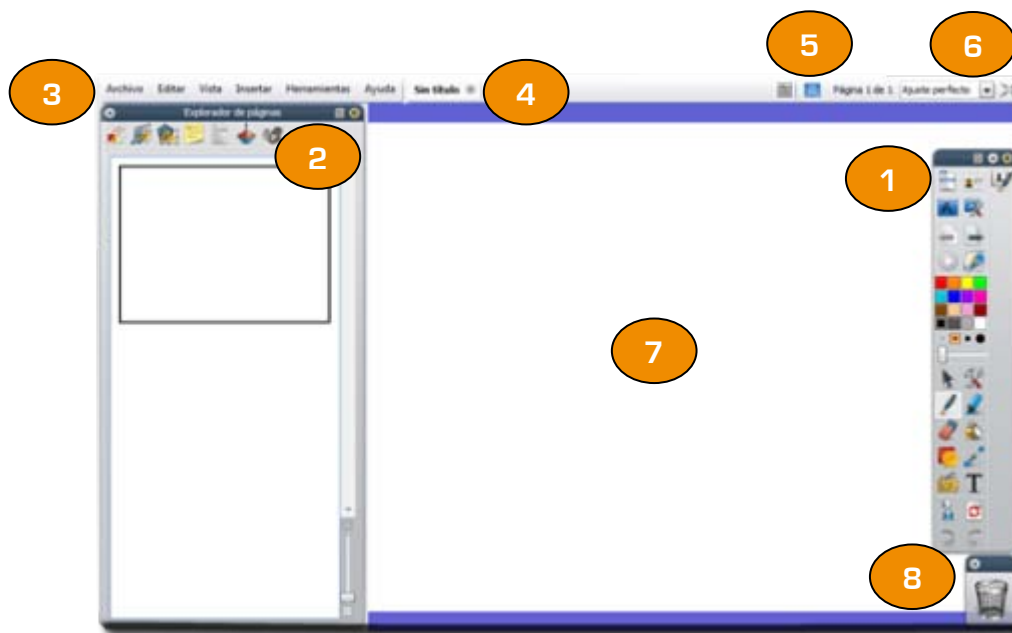 5
6
3
Archivo Editar Vista Insertar Herramientas Ayuda Sin título
4
Página 1 de 1 Ajuste perfecto
Explorador de páginas
2
1
T
7
8